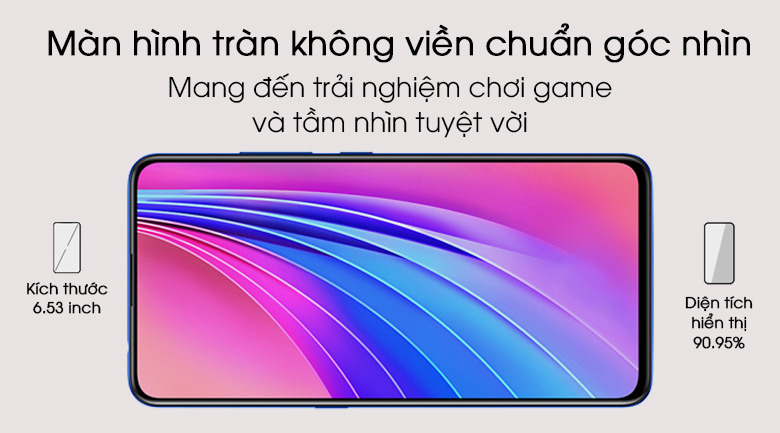 Màn hình tràn không viền chuẩn góc nhìn
Mang đến trải nghiệm chơi game
và tầm nhìn tuyệt vời
Kích thước
6.53 inch
Diện tích
hiển thị
90.95%